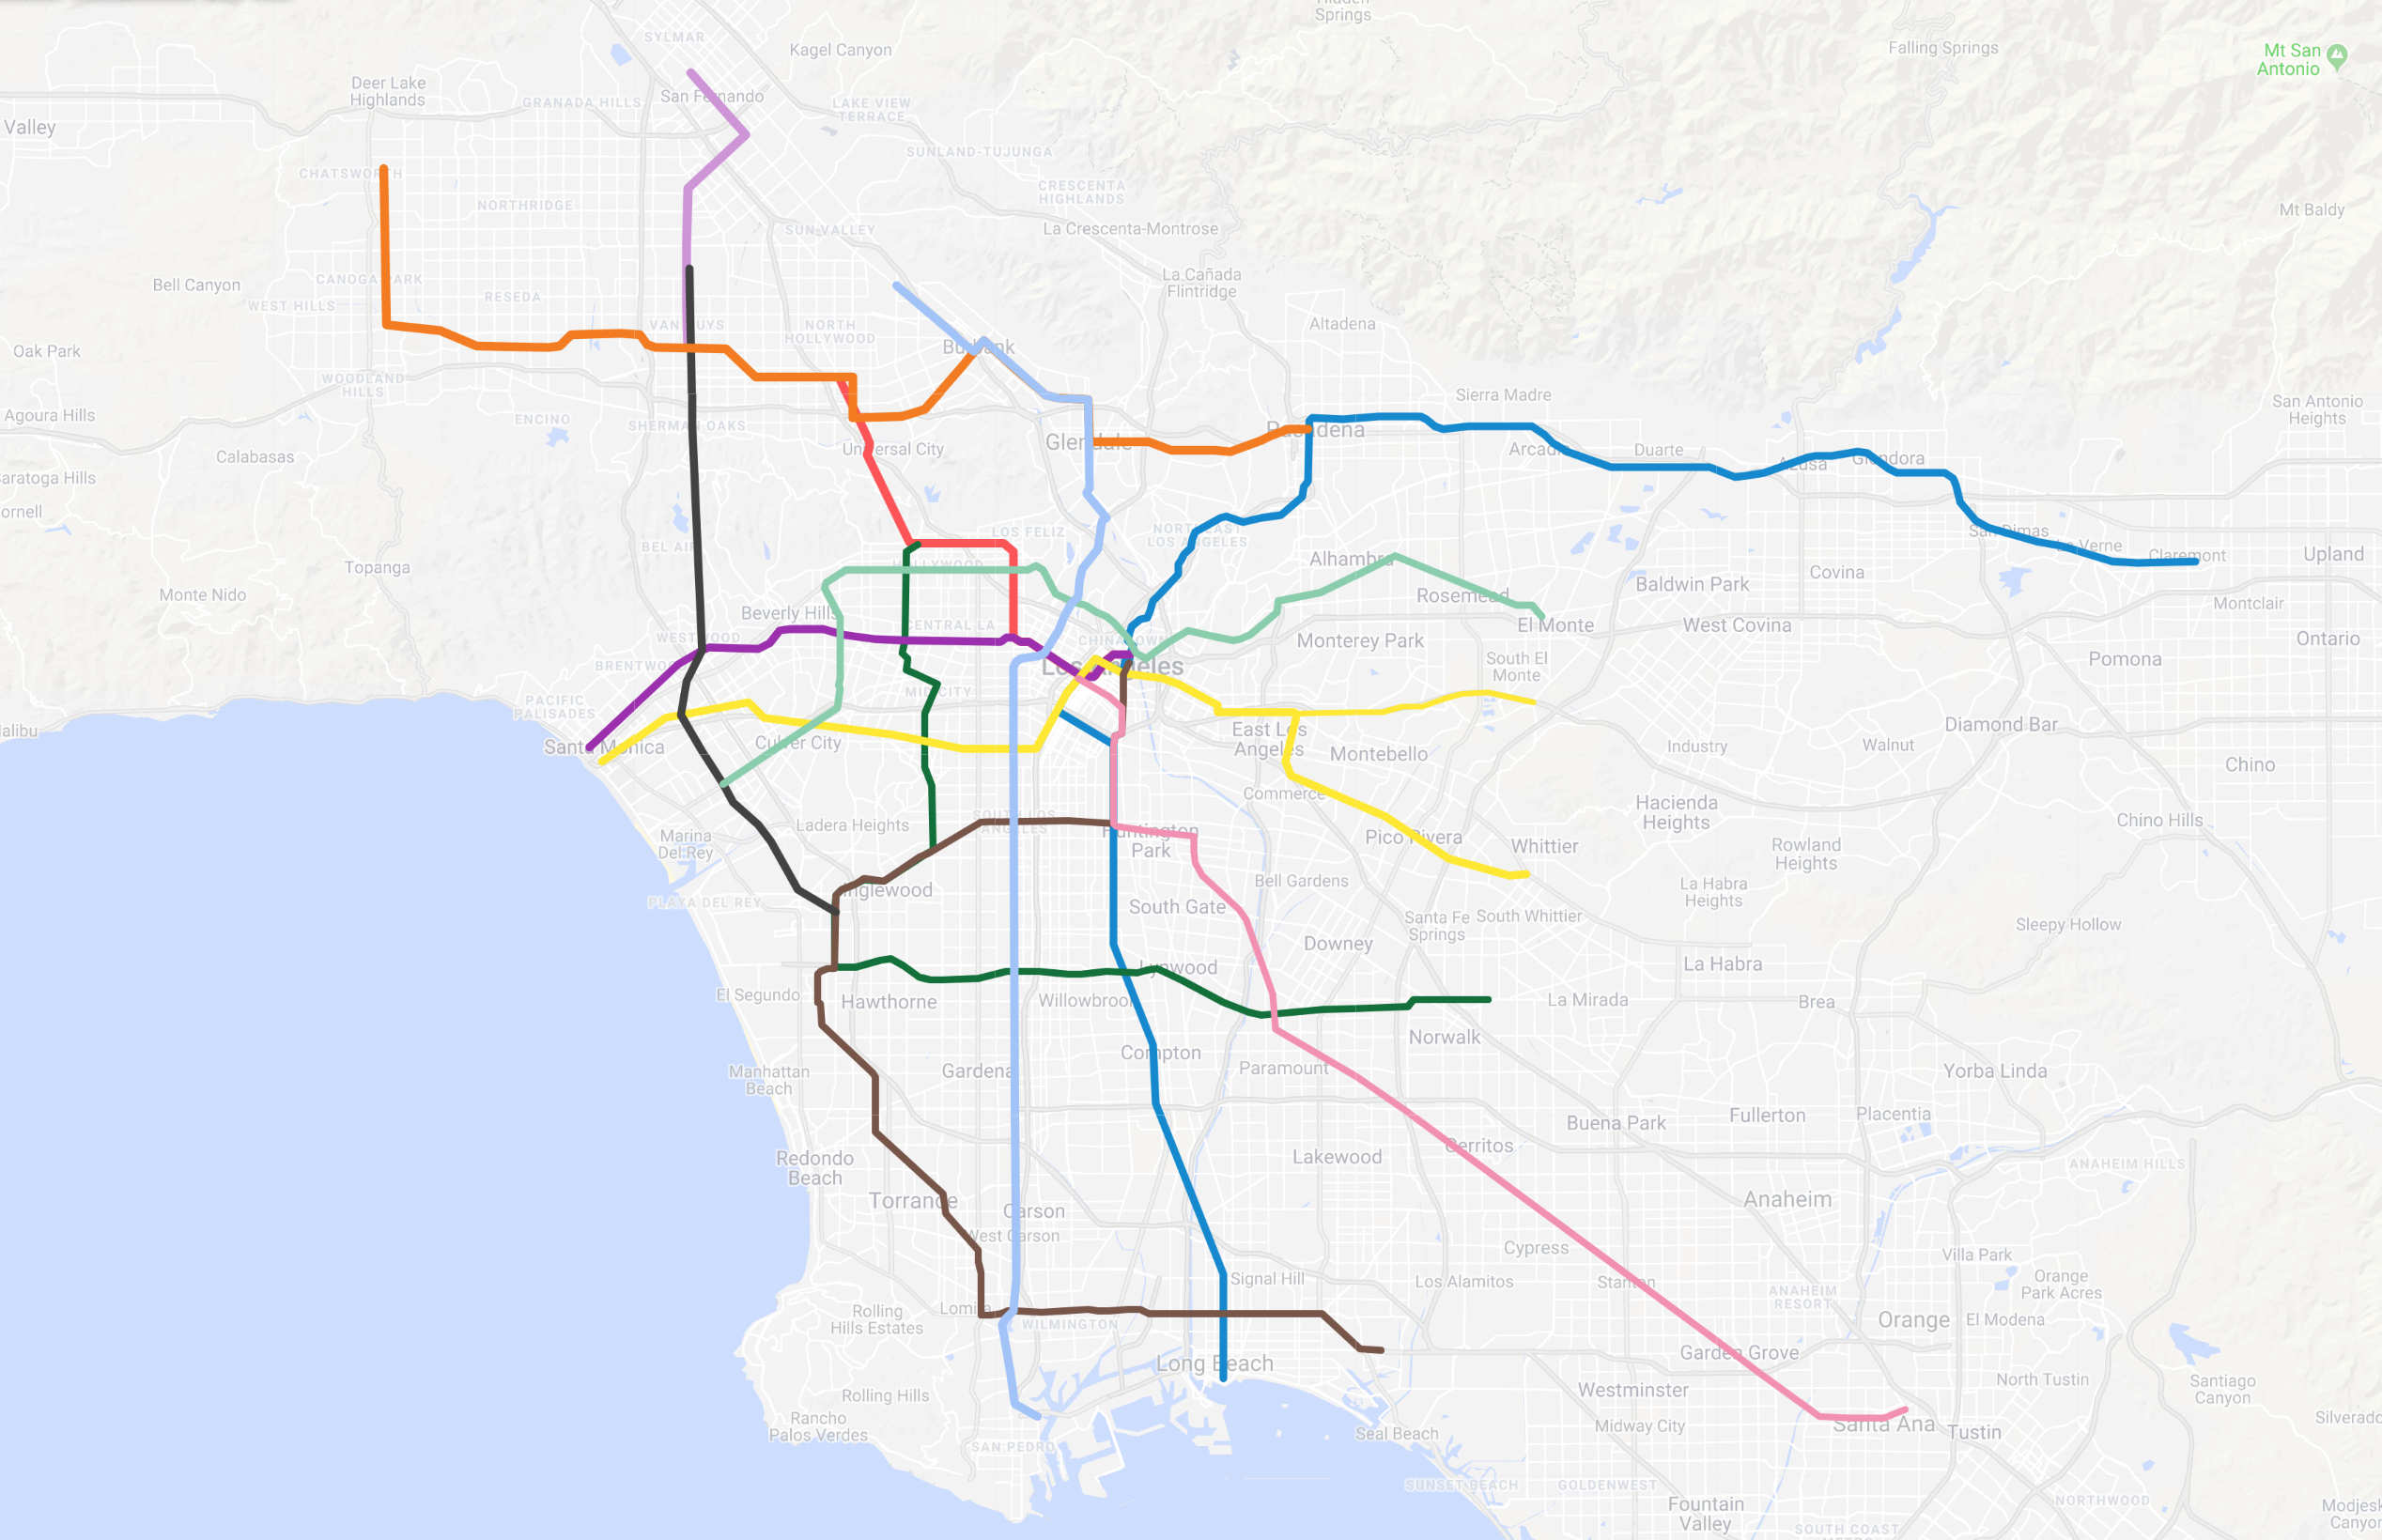 Hidden
Springs
SYLMAR
Kagel Canyon
Falling Springs
Mt San
Antonio
Deer Lake
Highlands
GRANADA HILLS
San Fernando
LAKE VIEW
TERRACE
Valley
SUNLAND-TUJUNGA
CHATSWORTH
CRESCENTA
HIGHLANDS
NORTHRIDGE
Mt Baldy
SUN VALLEY
La Crescenta-Montrose
Bell Canyon
CANOGA PARK
La Cañada
Flintridge
WEST HILLS
RESEDA
VAN NUYS
NORTH
HOLLYWOOD
Altadena
Oak Park
Burbank
WOODLAND
HILLS
Sierra Madre
San Antonio
Heights
Agoura Hills
ENCINO
SHERMAN OAKS
Pasadena
Glendale
Universal City
Arcadia
Duarte
Calabasas
Azusa
Glendora
aratoga Hills
ornell
LOS FELIZ
NORTHEAST
LOS ANGELES
San Dimas
BEL AIR
La Verne
Claremont
Upland
Topanga
HOLLYWOOD
Alhambra
Covina
Baldwin Park
Monte Nido
Rosemead
Montclair
Beverly Hills
CENTRAL LA
El Monte
West Covina
WESTWOOD
CHINATOWN
Monterey Park
Ontario
BRENTWOOD
Los Angeles
South El
Monte
Pomona
MID CITY
PACIFIC
PALISADES
alibu
East Los
Angeles
Diamond Bar
Santa Monica
Culver City
Montebello
Industry
Walnut
Chino
Commerce
Hacienda
Heights
Marina
Del Rey
Ladera Heights
SOUTH LOS
ANGELES
Huntington
Park
Pico Rivera
Whittier
Rowland
Heights
Chino Hills
Inglewood
Bell Gardens
La Habra
Heights
PLAYA DEL REY
South Gate
Santa Fe
Springs
South Whittier
Sleepy Hollow
Downey
Lynwood
La Habra
El Segundo
Hawthorne
Willowbrook
La Mirada
Brea
Norwalk
Compton
Manhattan
Beach
Gardena
Paramount
Yorba Linda
Buena Park
Fullerton
Placentia
Cerritos
Redondo
Beach
Lakewood
ANAHEIM HILLS
Torrance
Anaheim
Carson
West Carson
Cypress
Villa Park
Signal Hill
Los Alamitos
Stanton
Orange
Park Acres
ANAHEIM
RESORT
Rolling
Hills Estates
Lomita
WILMINGTON
Orange
El Modena
Long Beach
Garden Grove
Rolling Hills
Westminster
North Tustin
Santiago
Canyon
Rancho
Palos Verdes
Midway City
Santa Ana
Tustin
Silverado
SAN PEDRO
Seal Beach
SUNSET BEACH
GOLDENWEST
Fountain
Valley
NORTHWOOD
Modjesk
Canyon
SOUTH COAST
METRO